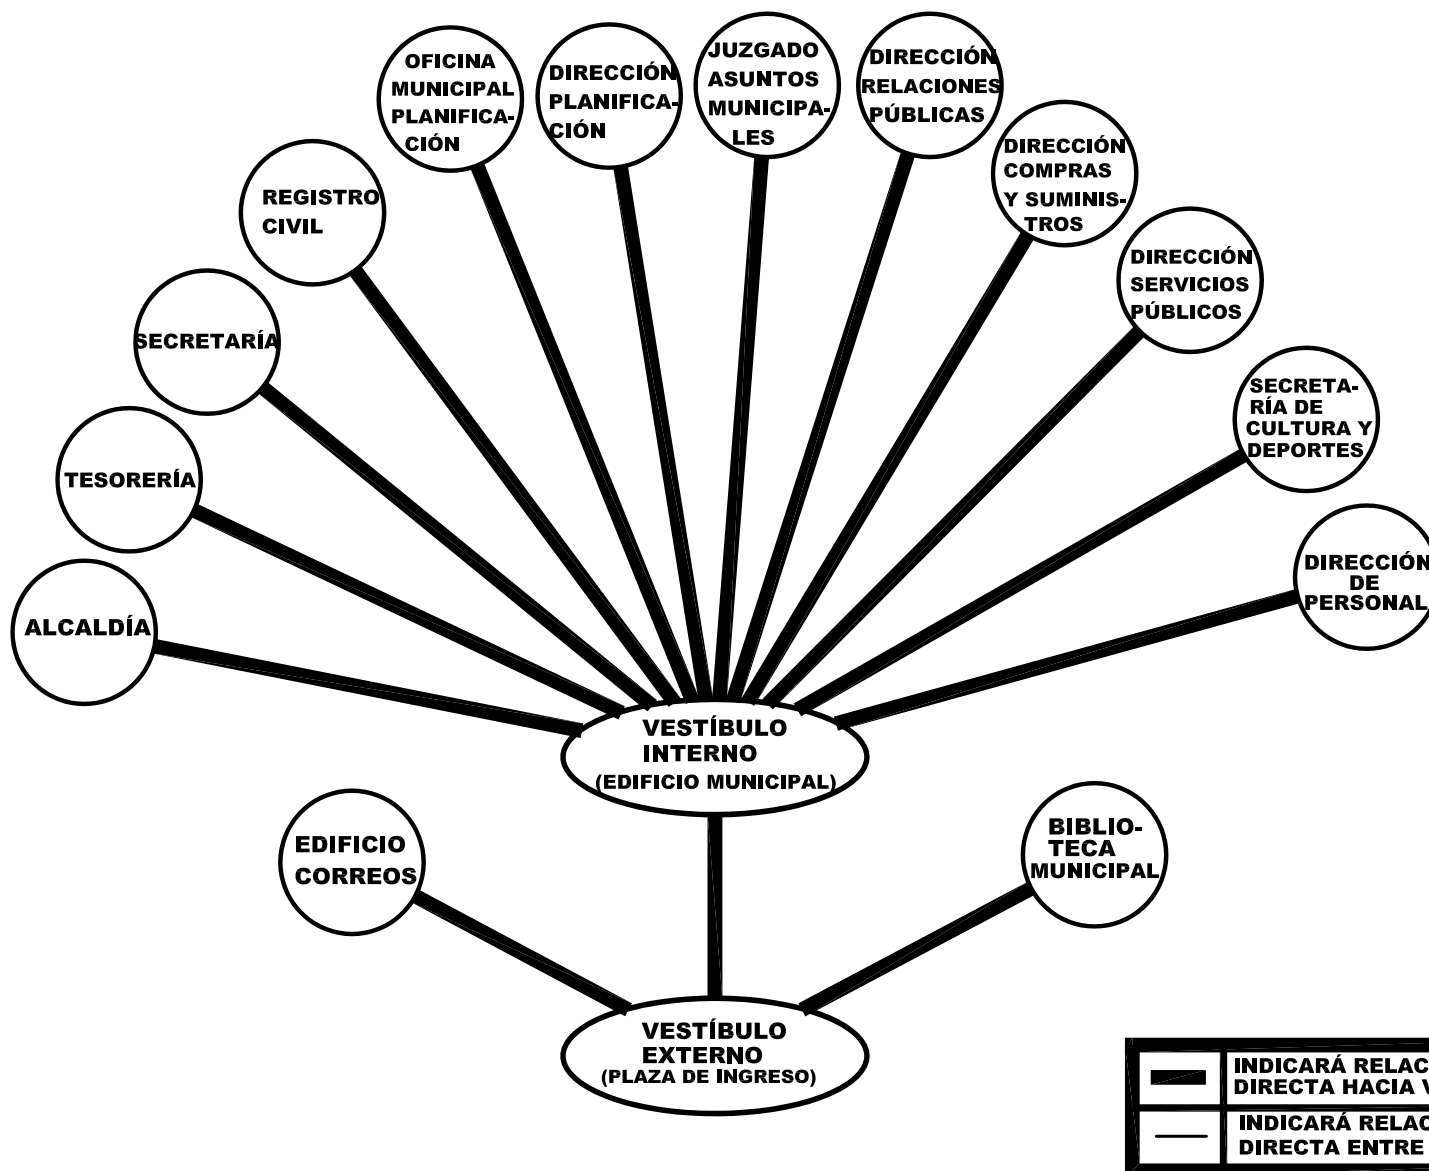 OFICINA
MUNICIPAL
PLANIFICA-
CIÓN
DIRECCIÓN
PLANIFICA-
CIÓN
JUZGADO
ASUNTOS
MUNICIPA-
LES
DIRECCIÓN
RELACIONES
PÚBLICAS
DIRECCIÓN
COMPRAS
Y SUMINIS-
TROS
REGISTRO
CIVIL
DIRECCIÓN
SERVICIOS
PÚBLICOS
SECRETARÍA
SECRETA-
RÍA DE
CULTURA Y
DEPORTES
TESORERÍA
DIRECCIÓN
DE
PERSONAL
ALCALDÍA
VESTÍBULO
INTERNO
(EDIFICIO MUNICIPAL)
EDIFICIO
CORREOS
BIBLIO-
TECA
MUNICIPAL
VESTÍBULO
EXTERNO
(PLAZA DE INGRESO)
INDICARÁ
DIRECTA HACIA
INDICARÁ
DIRECTA ENTRE